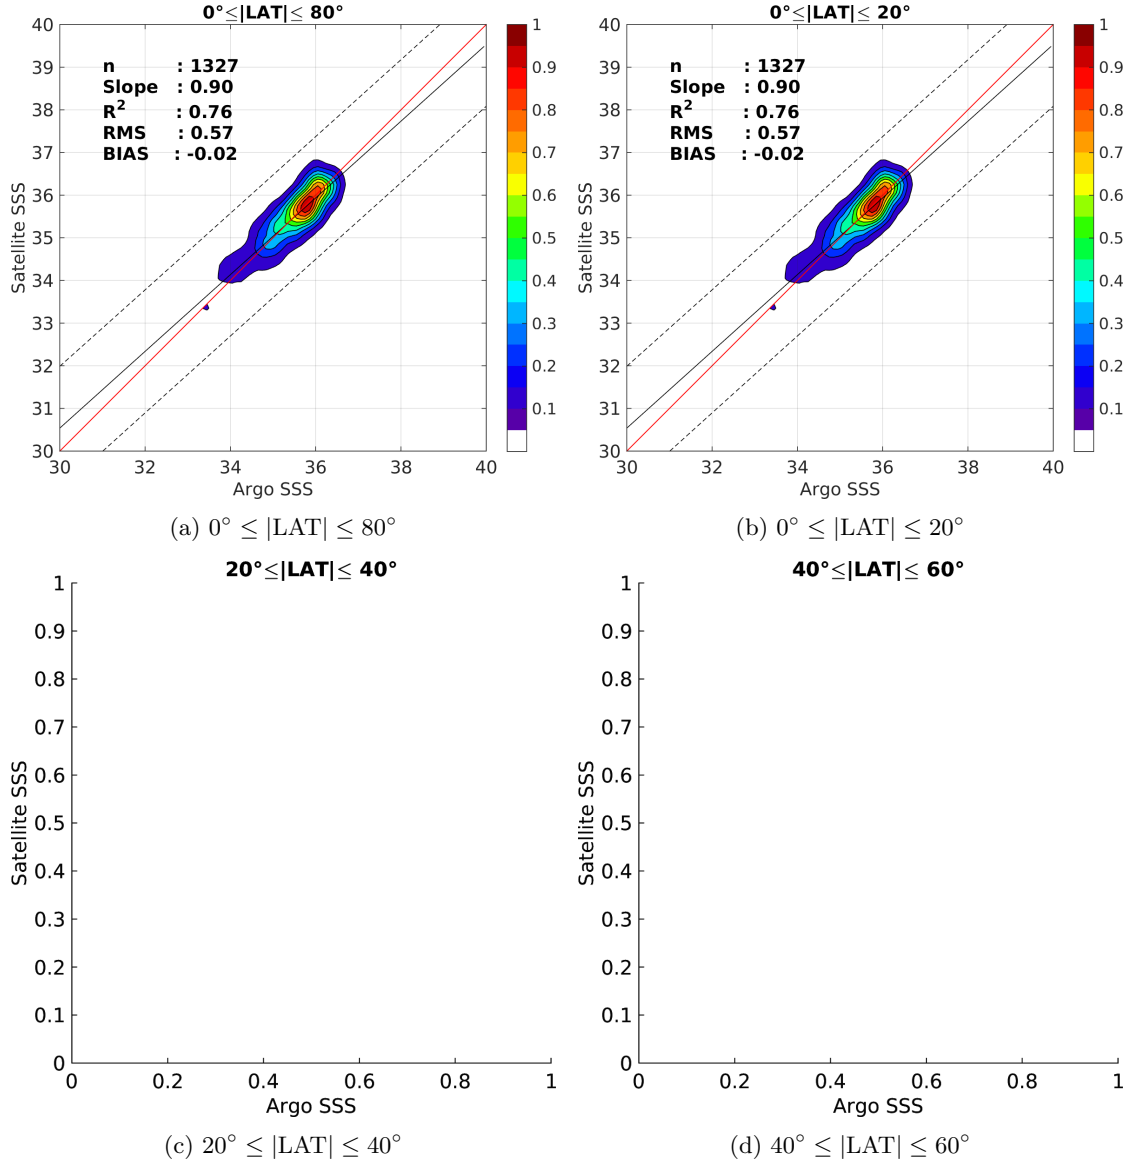 0°≤|LAT|≤ 80°
n : 1327
Slope : 0.90
R² : 0.76
RMS : 0.57
BIAS : -0.02
40
39
38
37
36
35
34
33
32
31
30
30 32 34 36 38 40
Satellite SSS
Argo SSS
1
0.9
0.8
0.7
0.6
0.5
0.4
0.3
0.2
0.1
(a) 0° ≤ |LAT| ≤ 80°
0°≤|LAT|≤ 20°
n : 1327
Slope : 0.90
R² : 0.76
RMS : 0.57
BIAS : -0.02
40
39
38
37
36
35
34
33
32
31
30
30 32 34 36 38 40
Satellite SSS
Argo SSS
1
0.9
0.8
0.7
0.6
0.5
0.4
0.3
0.2
0.1
(b) 0° ≤ |LAT| ≤ 20°
20°≤|LAT|≤ 40°
1
0.9
0.8
0.7
0.6
0.5
0.4
0.3
0.2
0.1
0
0 0.2 0.4 0.6 0.8 1
Satellite SSS
Argo SSS
(c) 20° ≤ |LAT| ≤ 40°
40°≤|LAT|≤ 60°
1
0.9
0.8
0.7
0.6
0.5
0.4
0.3
0.2
0.1
0
0 0.2 0.4 0.6 0.8 1
Satellite SSS
Argo SSS
(d) 40° ≤ |LAT| ≤ 60°